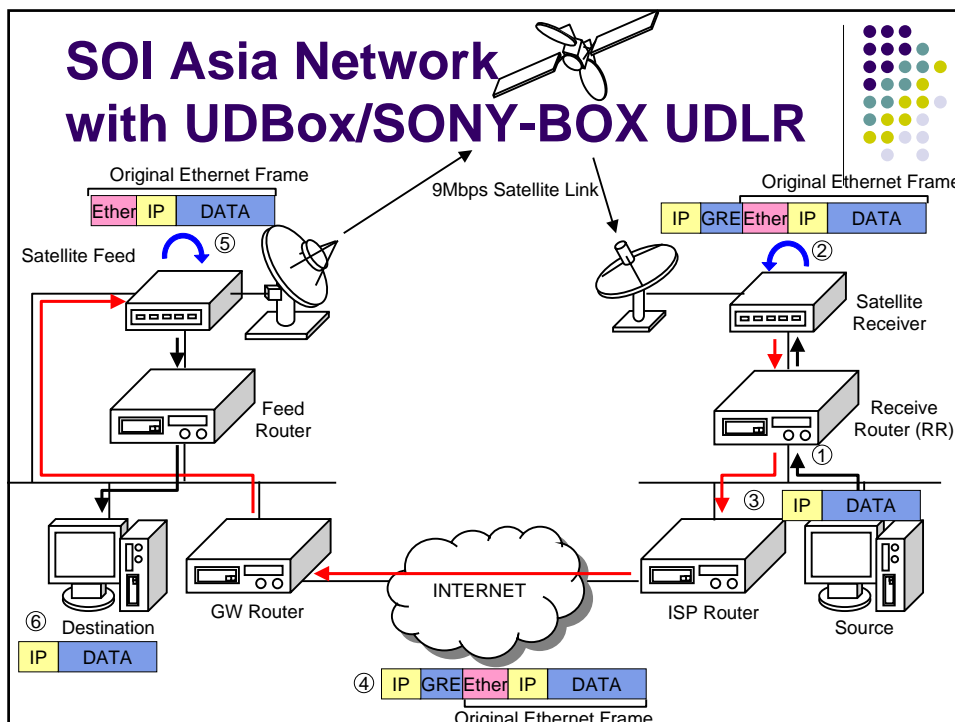 SOI Asia Network
with UDBox/SONY-BOX UDLR
Original Ethernet Frame
Ether IP DATA
⑤
Satellite Feed
9Mbps Satellite Link
Original Ethernet Frame
IP GRE Ether IP DATA
②
Satellite
Receiver
Feed
Router
Receive
Router (RR)
①
③
IP DATA
INTERNET
GW Router
ISP Router
Source
⑥
Destination
IP DATA
④
IP GRE Ether IP DATA
Original Ethernet Frame